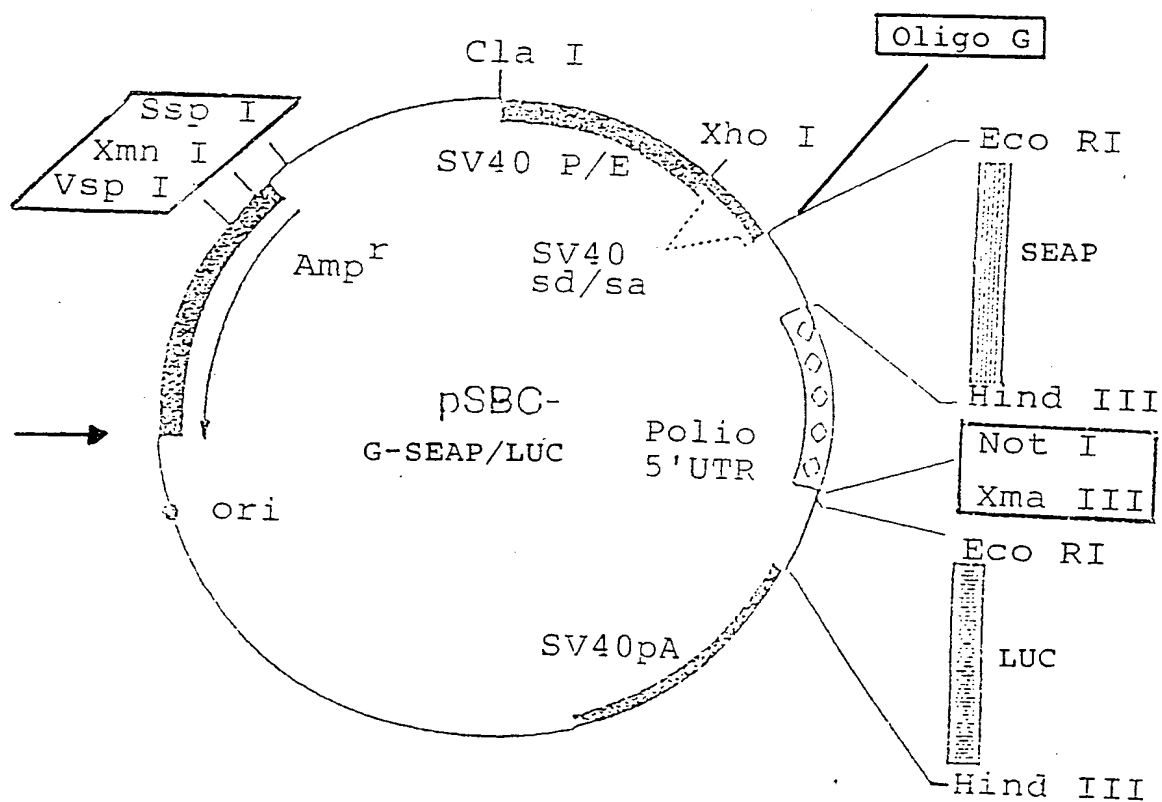 Oligo G
Cla I
Ssp I
Xmn I
Vsp I
Xho I
Eco RI
SV40 P/E
SEAP
SV40
sd/sa
Amp^r
Hind III
pSBC-
G-SEAP/LUC
Polio
5'UTR
Not I
Xma III
ori
Eco RI
SV40pA
LUC
Hind III